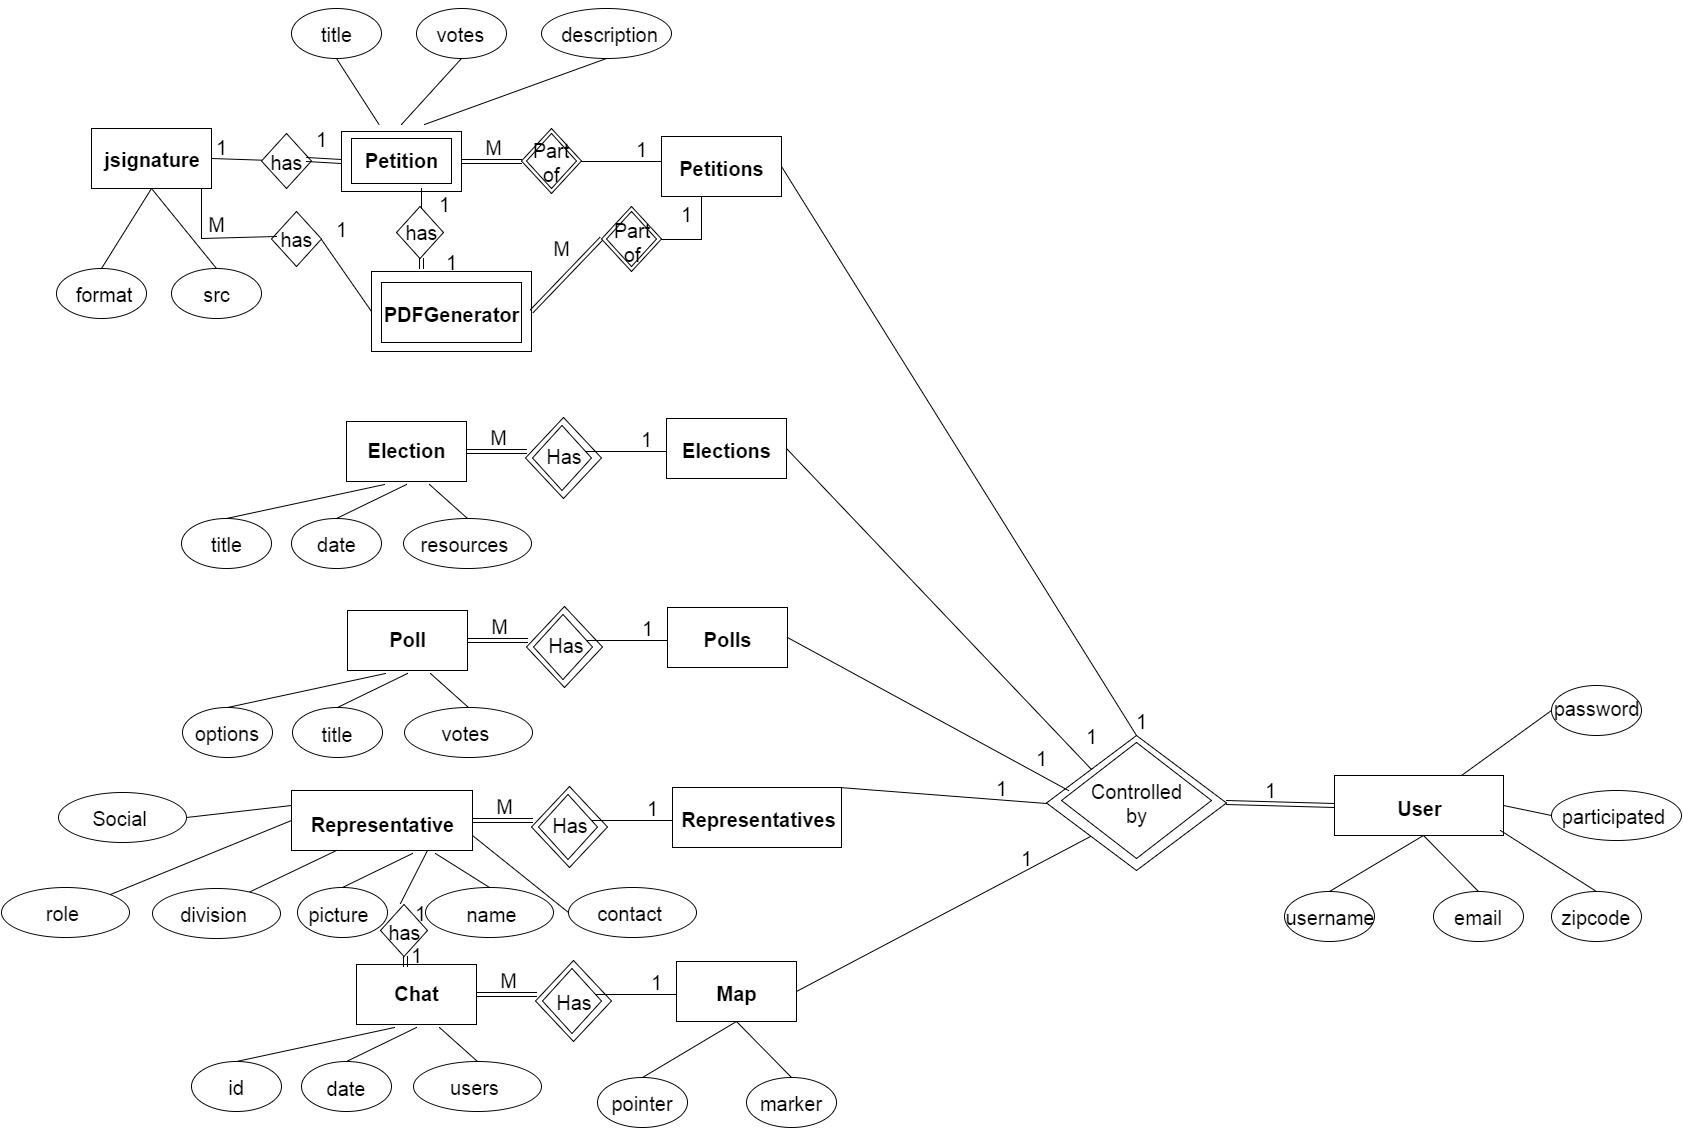 title
votes
description
jsignature
1
has
1
Petition
M
Part
of
1
Petitions
M
has
1
1
has
1
M
Part
of
1
format
src
PDFGenerator
Election
M
Has
1
Elections
title
date
resources
Poll
M
Has
1
Polls
options
title
votes
1
1
1
1
1
Controlled
by
1
User
password
participated
username
email
zipcode
Social
Representative
M
Has
1
Representatives
role
division
picture
name
contact
1
has
1
Chat
M
Has
1
Map
id
date
users
pointer
marker